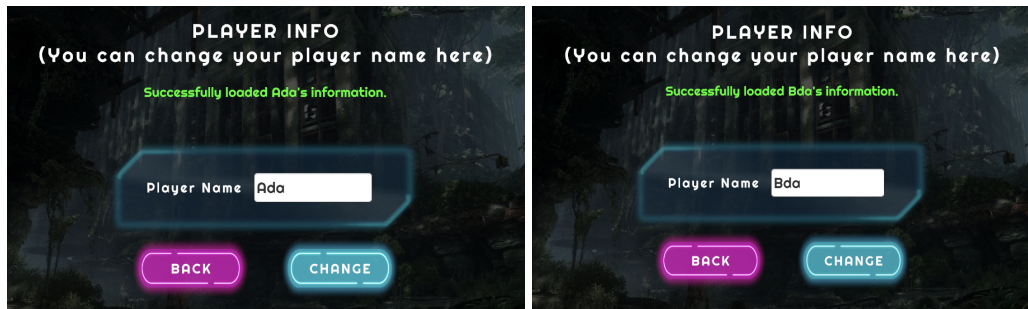 PLAYER INFO
(You can change your player name here)
Successfully loaded Ada's information.
Player Name Ada
BACK CHANGE
PLAYER INFO
(You can change your player name here)
Successfully loaded Bda's information.
Player Name Bda
BACK CHANGE